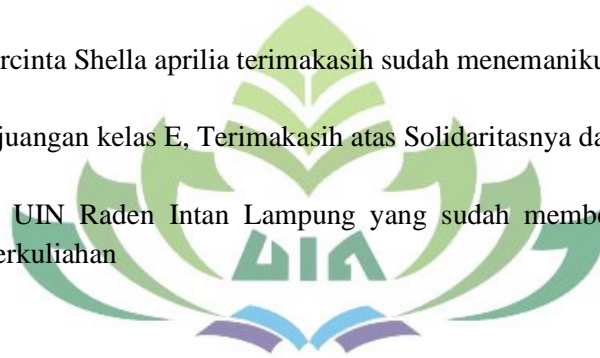 rcinta Shella aprilia terimakasih sudah menemaniku
juangan kelas E, Terimakasih atas Solidaritasnya da
UIN Raden Intan Lampung yang sudah membe
erkuliahan
UIN